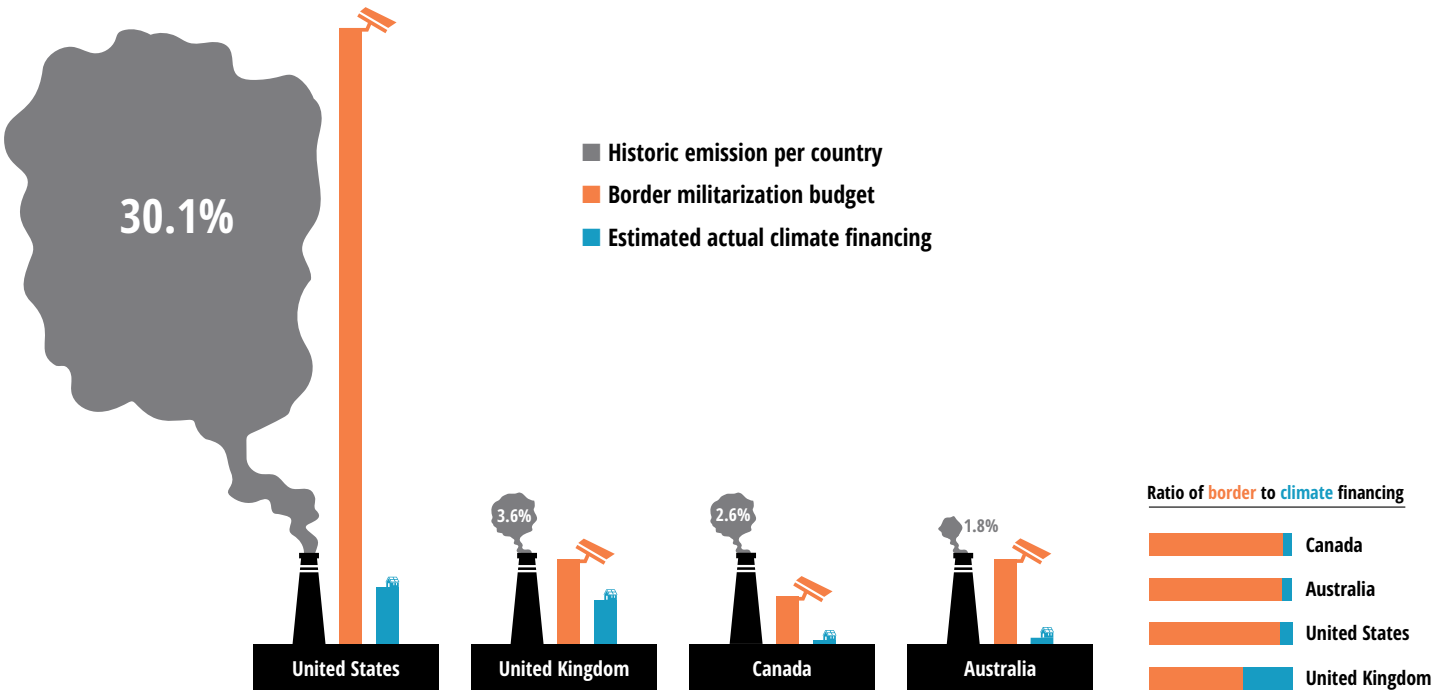 30.1%
Historic emission per country
Border militarization budget
Estimated actual climate financing
3.6%
2.6%
1.8%
United States
United Kingdom
Canada
Australia
Ratio of border to climate financing
Canada
Australia
United States
United Kingdom